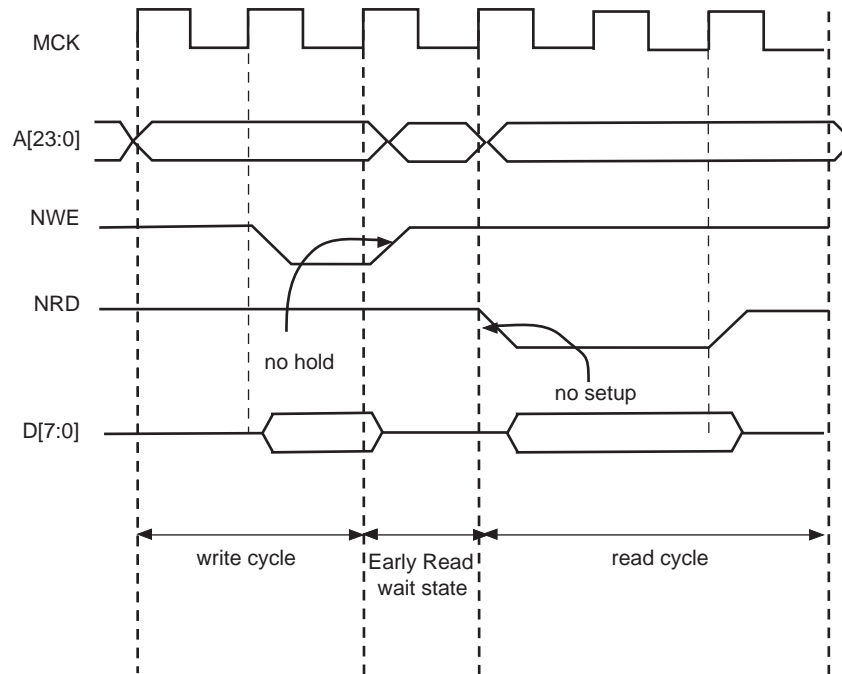 MCK
A[23:0]
NWE
NRD
no hold
no setup
D[7:0]
write cycle
Early Read
wait state
read cycle